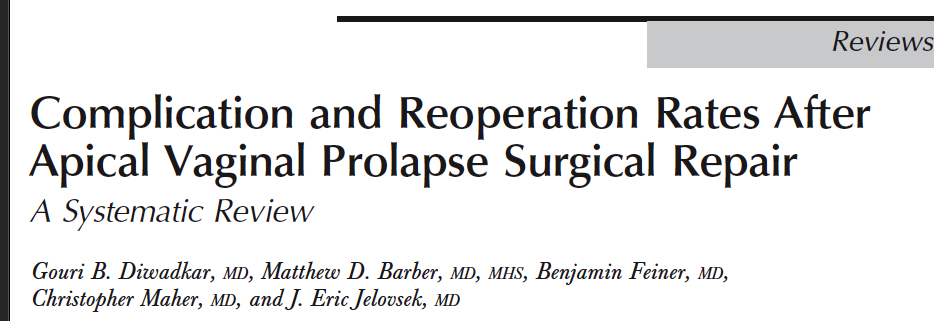 Reviews
Complication and Reoperation Rates After
Apical Vaginal Prolapse Surgical Repair
A Systematic Review
Gouri B. Diwadkar, MD, Matthew D. Barber, MD, MHS, Benjamin Feiner, MD,
Christopher Maher, MD, and J. Eric Jelovsek, MD